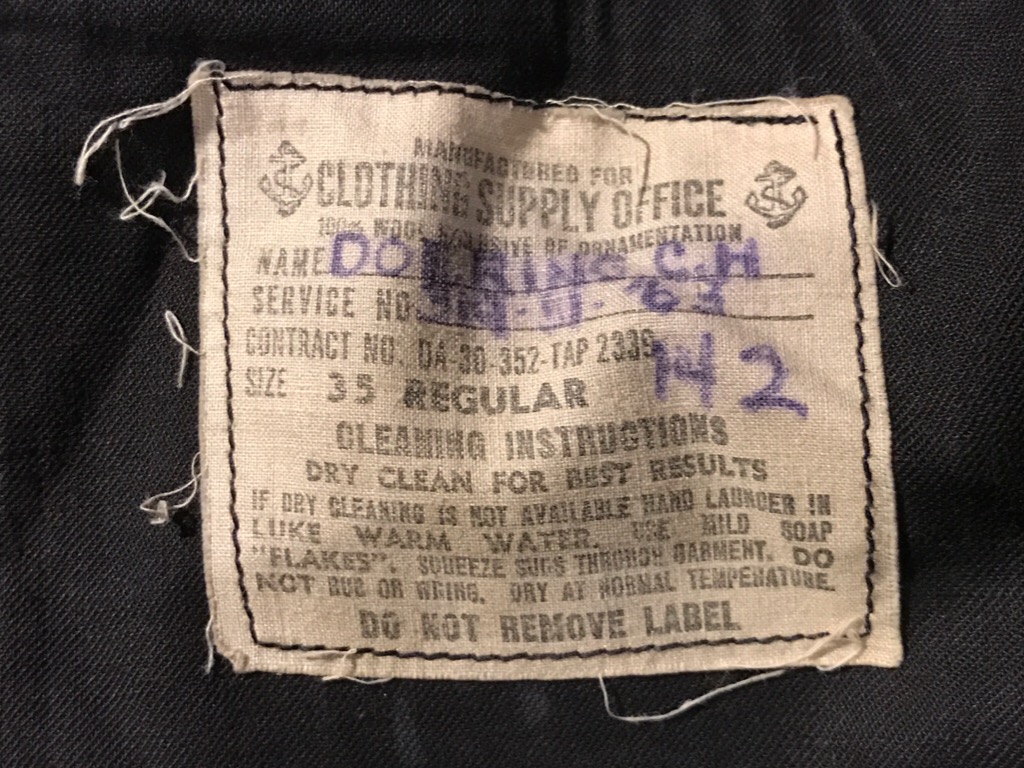 MANUFACTURED FOR
CLOTHING SUPPLY OFFICE
100% WOOL EXCLUSIVE OF ORNAMENTATION
NAME C.H
SERVICE NO.
CONTRACT NO. DA-30-352-TAP 2339
142
SIZE 35 REGULAR
CLEANING INSTRUCTIONS
DRY CLEAN FOR BEST RESULTS
IF DRY CLEANING IS NOT AVAILABLE HAND LAUNDER IN
LUKE WARM WATER. USE MILD SOAP
"FLAKES". SQUEEZE SUDS THROUGH GARMENT. DO
NOT RUB OR WRING. DRY AT NORMAL TEMPERATURE.
DO NOT REMOVE LABEL